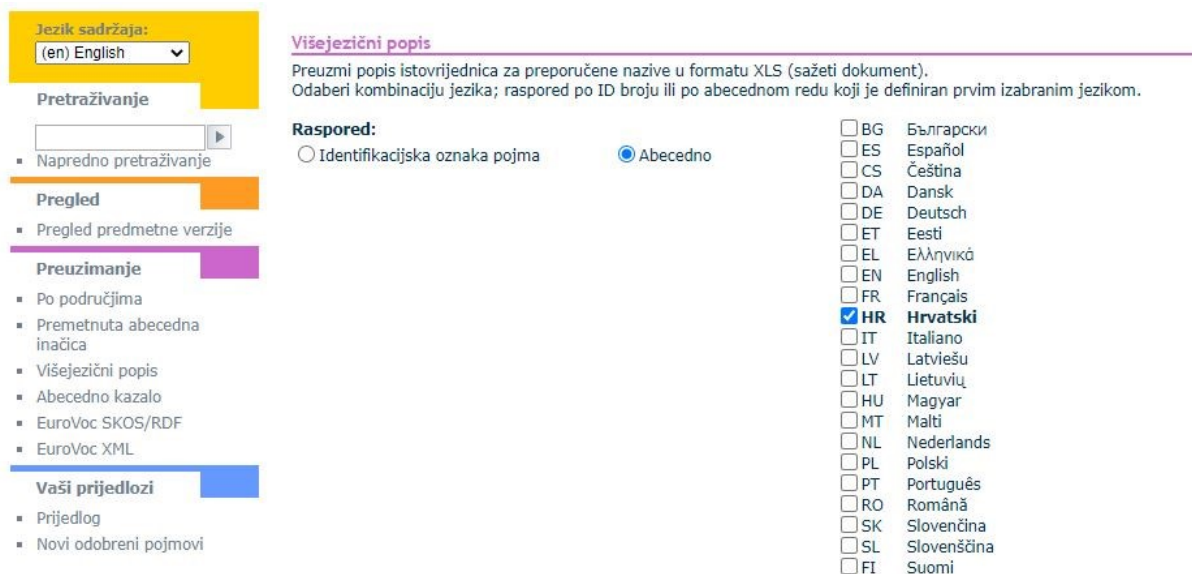 Jezik sadržaja:
(en) English
Pretraživanje
Napredno pretraživanje
Pregled
Pregled predmetne verzije
Preuzimanje
Po područjima
Premetnuta abecedna
inačica
Višejezični popis
Abecedno kazalo
EuroVoc SKOS/RDF
EuroVoc XML
Vaši prijedlozi
Prijedlog
Novi odobreni pojmovi
Višejezični popis
Preuzmi popis istovrijednica za preporučene nazive u formatu XLS (sažeti dokument).
Odaberi kombinaciju jezika; raspored po ID broju ili po abecednom redu koji je definiran prvim izabranim jezikom.
Raspored:
Identifikacijska oznaka pojma Abecedno
BG Български
ES Español
CS Čeština
DA Dansk
DE Deutsch
ET Eesti
EL Ελληνικά
EN English
FR Français
HR Hrvatski
IT Italiano
LV Latviešu
LT Lietuvių
HU Magyar
MT Malti
NL Nederlands
PL Polski
PT Português
RO Română
SK Slovenčina
SL Slovenščina
FI Suomi